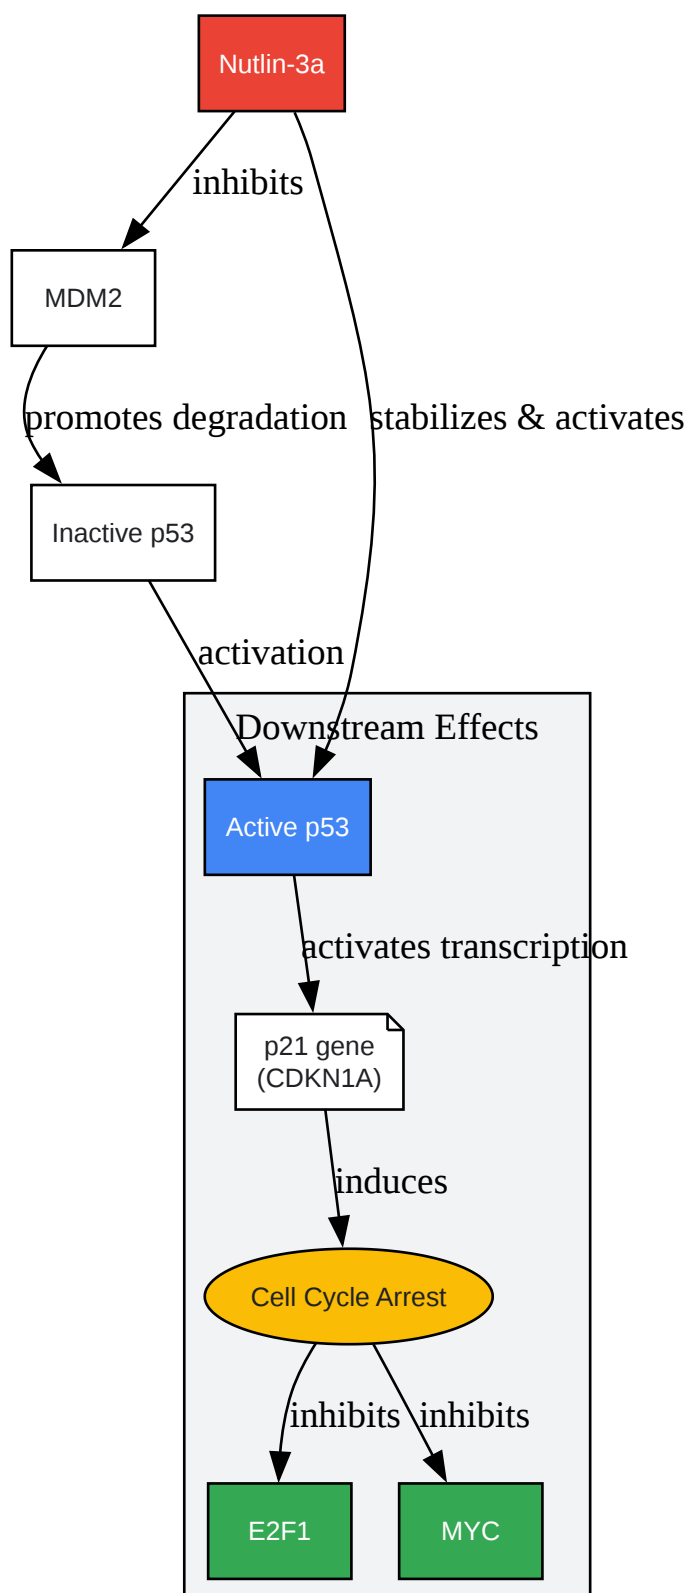 Nutlin-3a
inhibits
MDM2
promotes degradation
stabilizes & activates
Inactive p53
activation
Downstream Effects
Active p53
activates transcription
p21 gene
(CDKN1A)
induces
Cell Cycle Arrest
inhibits
inhibits
E2F1
MYC